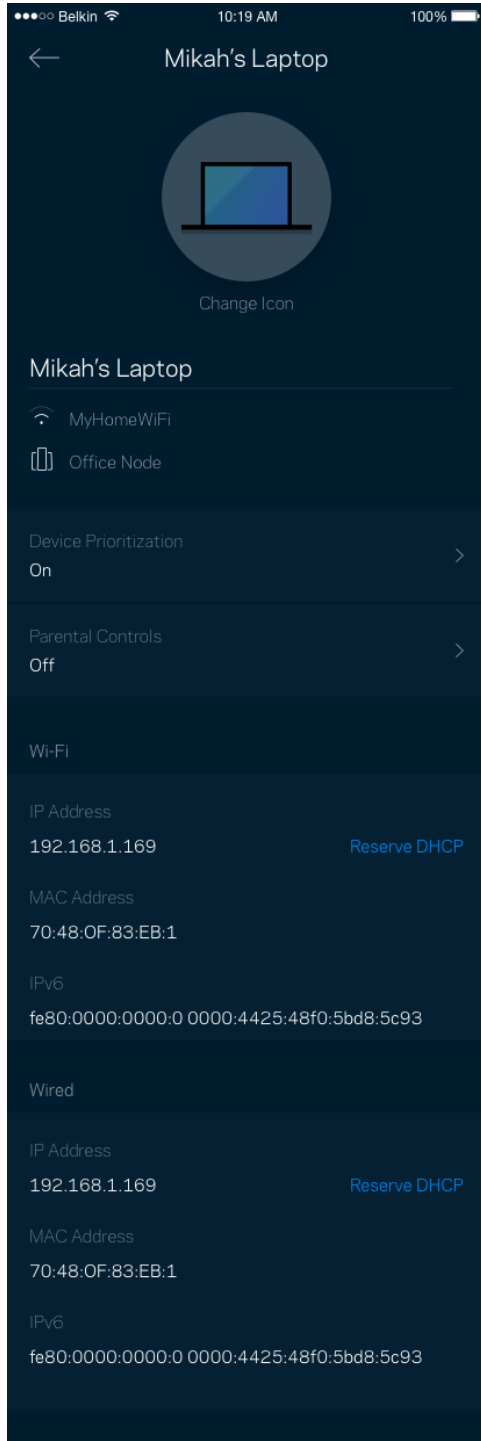 Belkin 10:19 AM 100%
Mikah's Laptop
Change Icon
Mikah's Laptop
MyHomeWiFi
Office Node
Device Prioritization
On
Parental Controls
Off
Wi-Fi
IP Address
192.168.1.169 Reserve DHCP
MAC Address
70:48:0F:83:EB:1
IPv6
fe80:0000:0000:0 0000:4425:48f0:5bd8:5c93
Wired
IP Address
192.168.1.169 Reserve DHCP
MAC Address
70:48:0F:83:EB:1
IPv6
fe80:0000:0000:0 0000:4425:48f0:5bd8:5c93